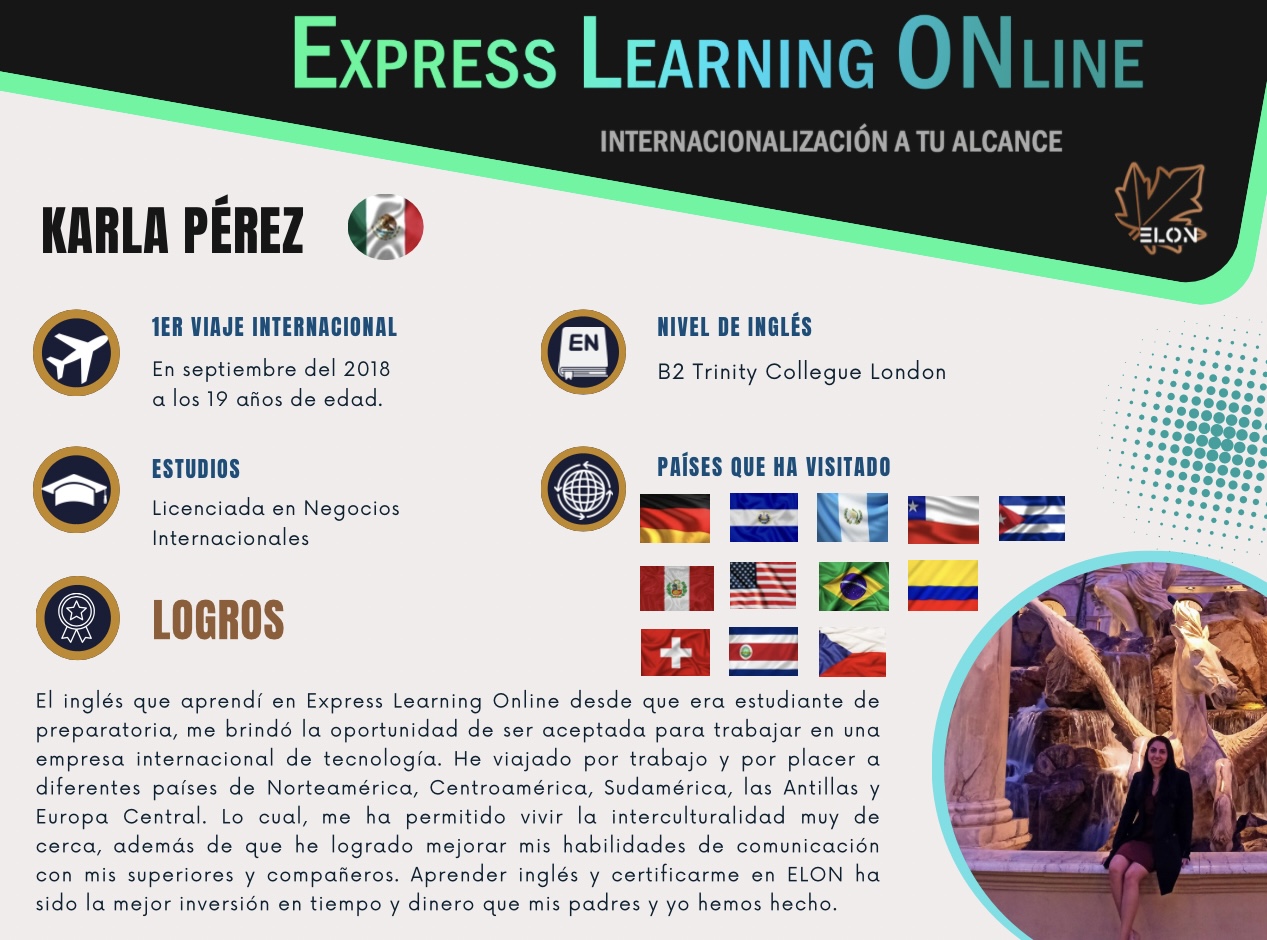 EXPRESS LEARNING ONLINE
INTERNACIONALIZACIÓN A TU ALCANCE
ELON
KARLA PÉREZ
1ER VIAJE INTERNACIONAL
En septiembre del 2018
a los 19 años de edad.
EN
NIVEL DE INGLÉS
B2 Trinity Collegue London
ESTUDIOS
Licenciada en Negocios
Internacionales
PAÍSES QUE HA VISITADO
LOGROS
El inglés que aprendí en Express Learning Online desde que era estudiante de
preparatoria, me brindó la oportunidad de ser aceptada para trabajar en una
empresa internacional de tecnología. He viajado por trabajo y por placer a
diferentes países de Norteamérica, Centroamérica, Sudamérica, las Antillas y
Europa Central. Lo cual, me ha permitido vivir la interculturalidad muy de
cerca, además de que he logrado mejorar mis habilidades de comunicación
con mis superiores y compañeros. Aprender inglés y certificarme en ELON ha
sido la mejor inversión en tiempo y dinero que mis padres y yo hemos hecho.